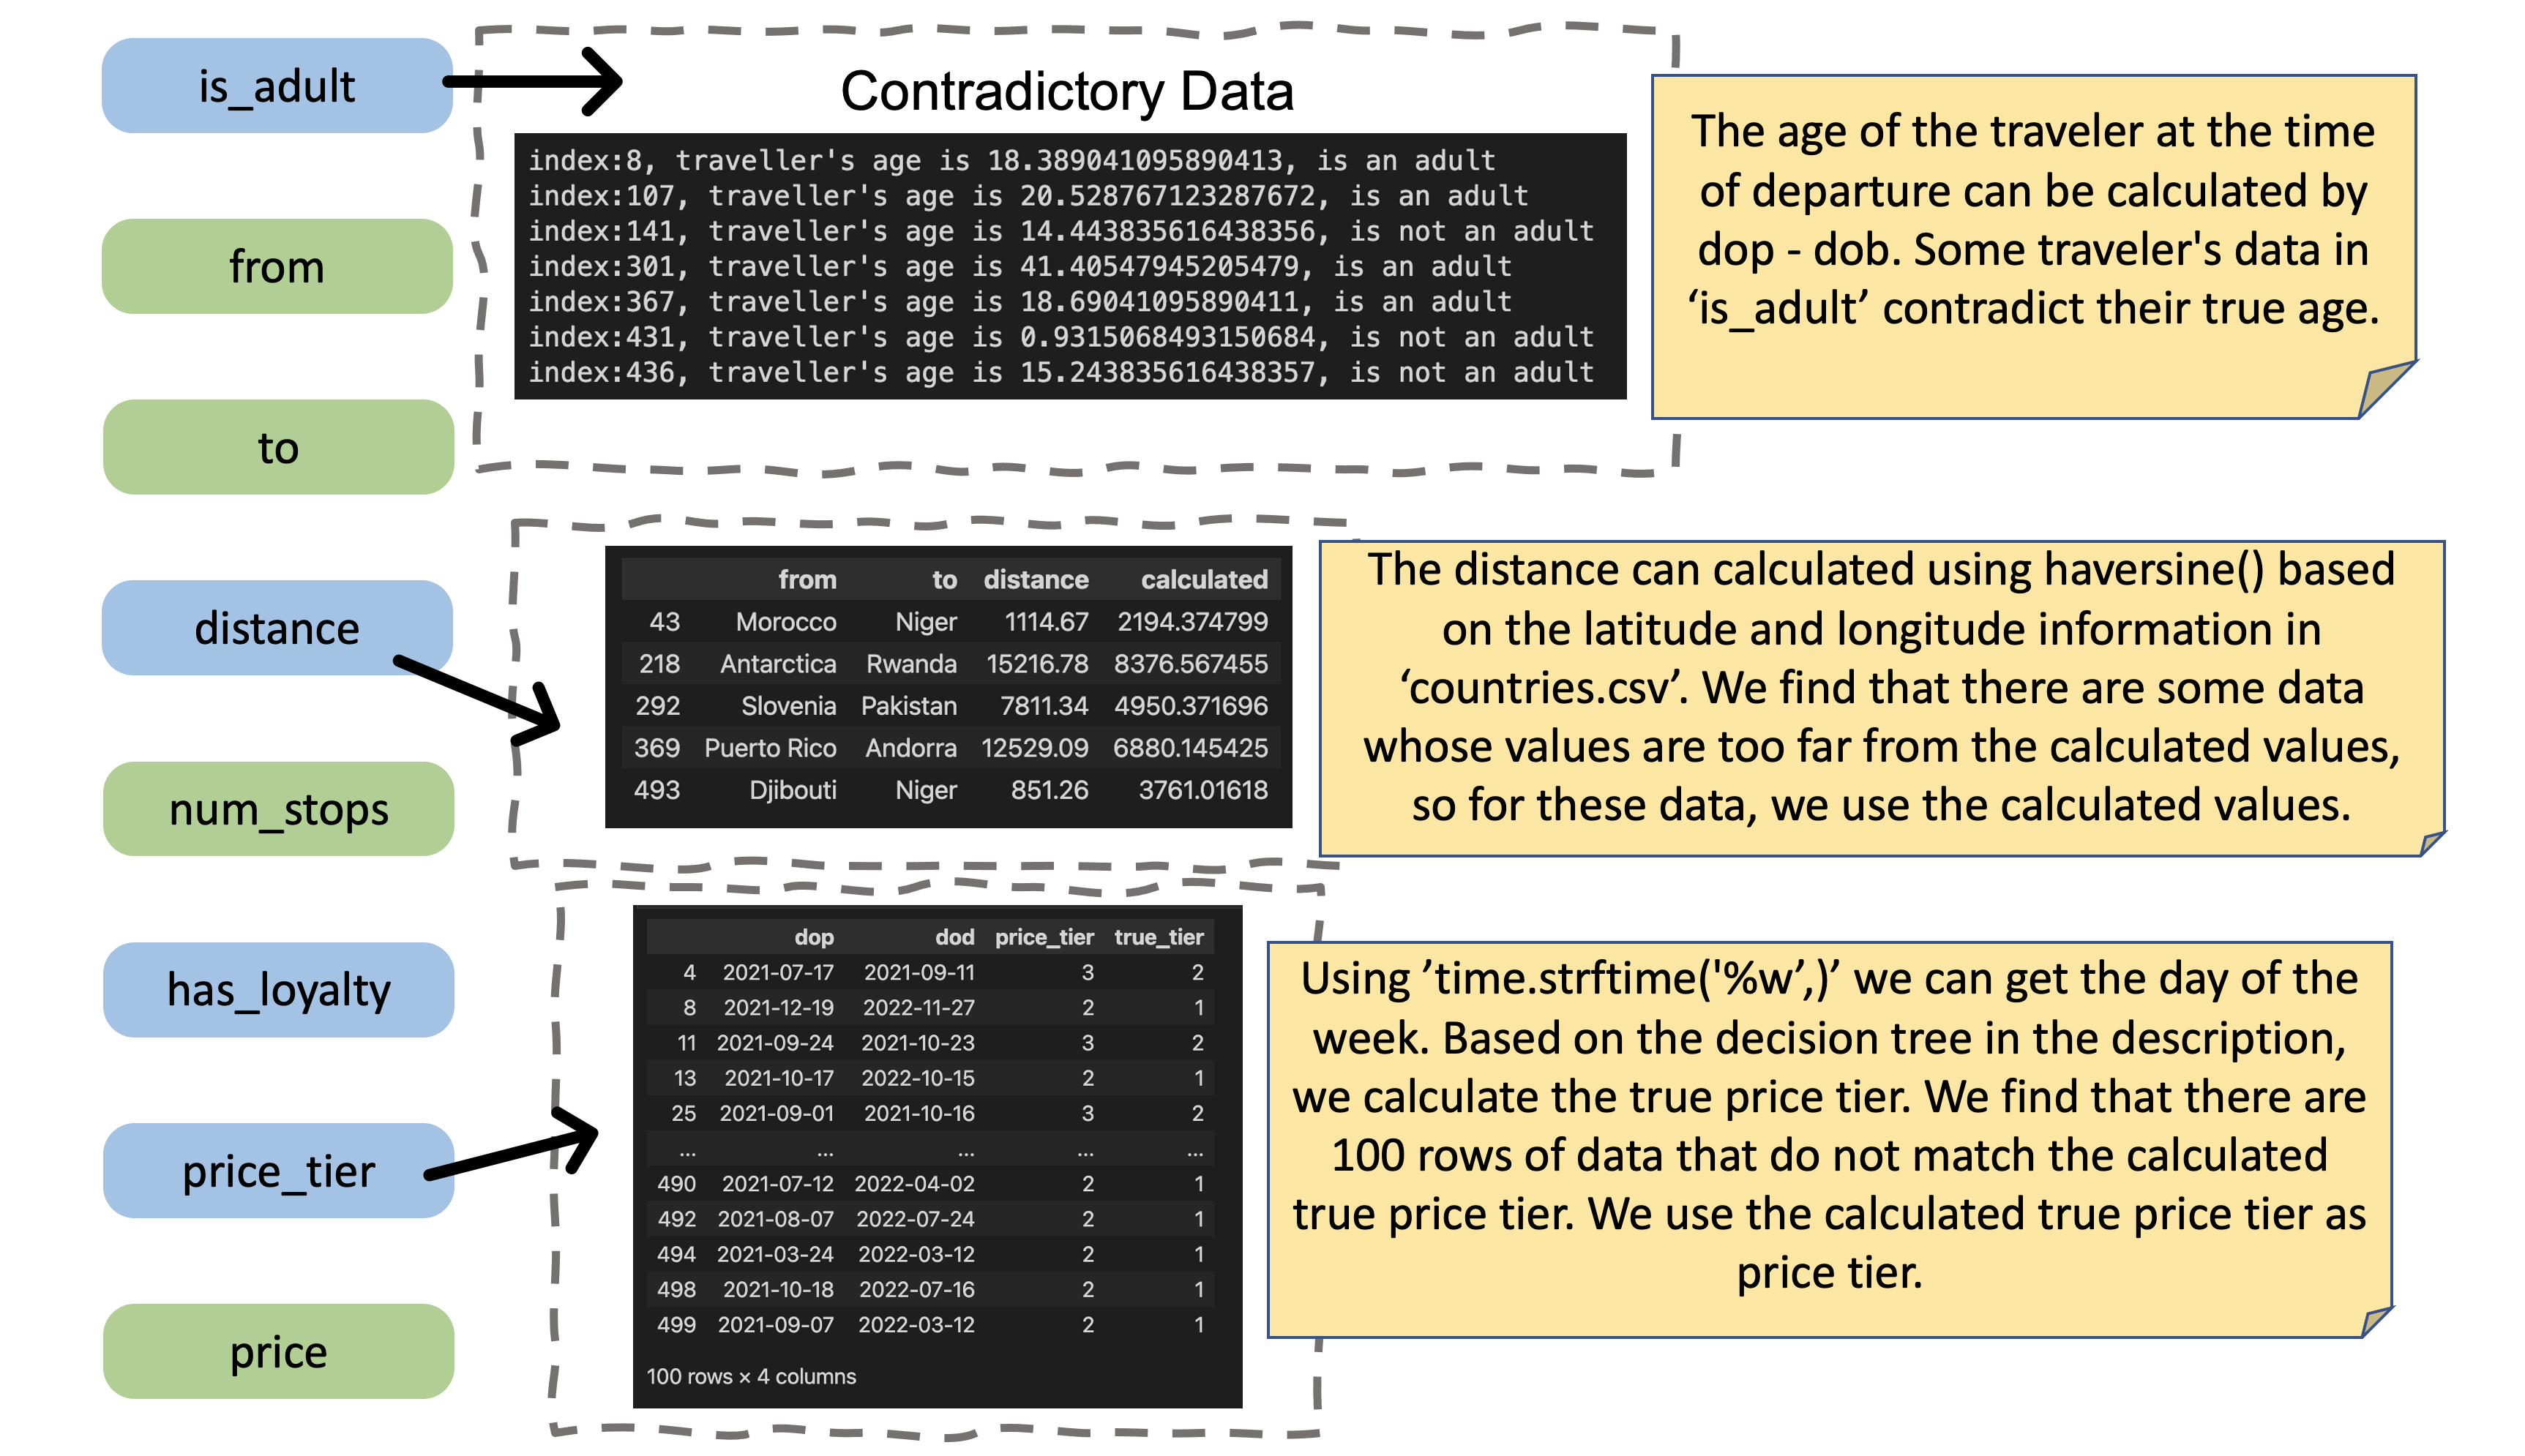 is_adult
from
to
distance
num_stops
has_loyalty
price_tier
price
Contradictory Data
index:8, traveller's age is 18.389041095890413, is an adult
index:107, traveller's age is 20.528767123287672, is an adult
index:141, traveller's age is 14.443835616438356, is not an adult
index:301, traveller's age is 41.40547945205479, is an adult
index:367, traveller's age is 18.69041095890411, is an adult
index:431, traveller's age is 0.9315068493150684, is not an adult
index:436, traveller's age is 15.243835616438357, is not an adult
The age of the traveler at the time
of departure can be calculated by
dop - dob. Some traveler's data in
‘is_adult’ contradict their true age.
from to distance calculated
43 Morocco Niger 1114.67 2194.374799
218 Antarctica Rwanda 15216.78 8376.567455
292 Slovenia Pakistan 7811.34 4950.371696
369 Puerto Rico Andorra 12529.09 6880.145425
493 Djibouti Niger 851.26 3761.01618
The distance can calculated using haversine() based
on the latitude and longitude information in
‘countries.csv’. We find that there are some data
whose values are too far from the calculated values,
so for these data, we use the calculated values.
dop dod price_tier true_tier
4 2021-07-17 2021-09-11 3 2
8 2021-12-19 2022-11-27 2 1
11 2021-09-24 2021-10-23 3 2
13 2021-10-17 2022-10-15 2 1
25 2021-09-01 2021-10-16 3 2
... ... ... ... ...
490 2021-07-12 2022-04-02 2 1
492 2021-08-07 2022-07-24 2 1
494 2021-03-24 2022-03-12 2 1
498 2021-10-18 2022-07-16 2 1
499 2021-09-07 2022-03-12 2 1
100 rows × 4 columns
Using ’time.strftime('%w’,)’ we can get the day of the
week. Based on the decision tree in the description,
we calculate the true price tier. We find that there are
100 rows of data that do not match the calculated
true price tier. We use the calculated true price tier as
price tier.